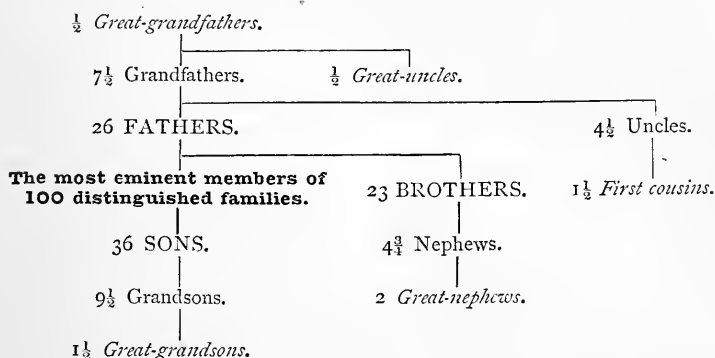 ½ Great-grandfathers.
7½ Grandfathers. ½ Great-uncles.
26 FATHERS. 4½ Uncles.
The most eminent members of
100 distinguished families.
23 BROTHERS. 1½ First cousins.
36 SONS. 4¾ Nephews.
9½ Grandsons. 2 Great-nephews.
1½ Great-grandsons.